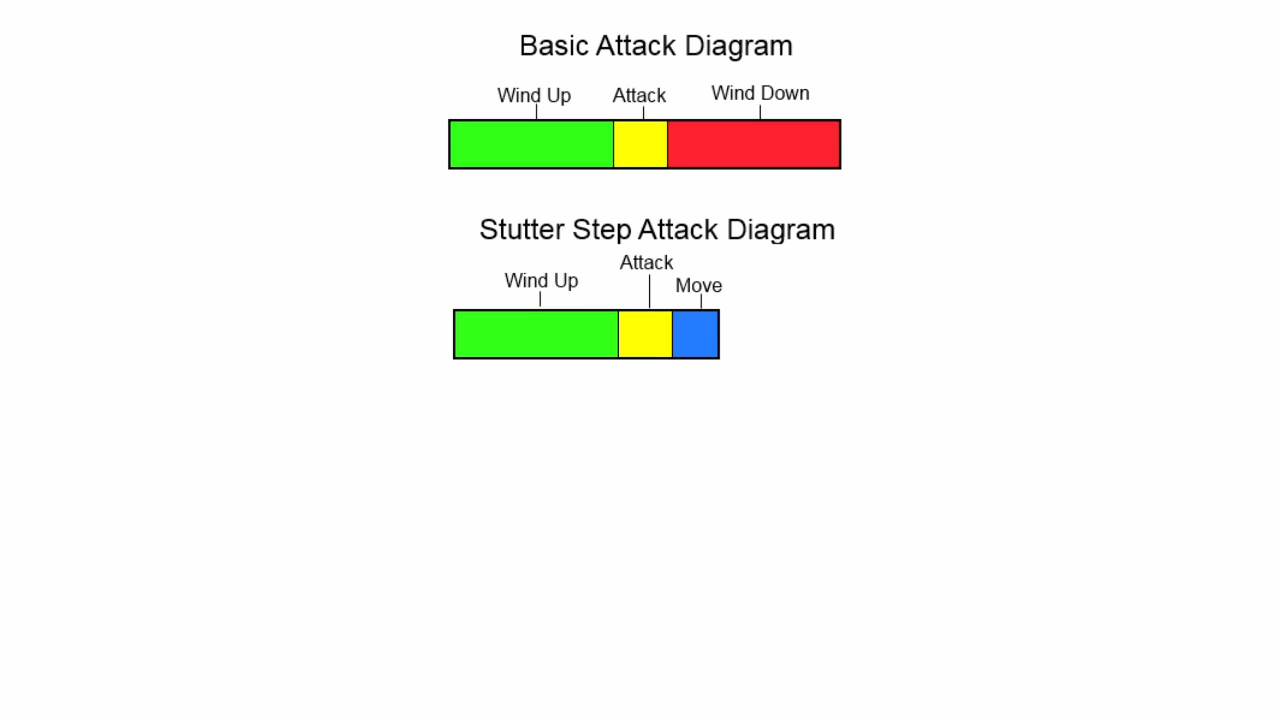 Basic Attack Diagram
Wind Up Attack Wind Down
Stutter Step Attack Diagram
Attack
Wind Up Move